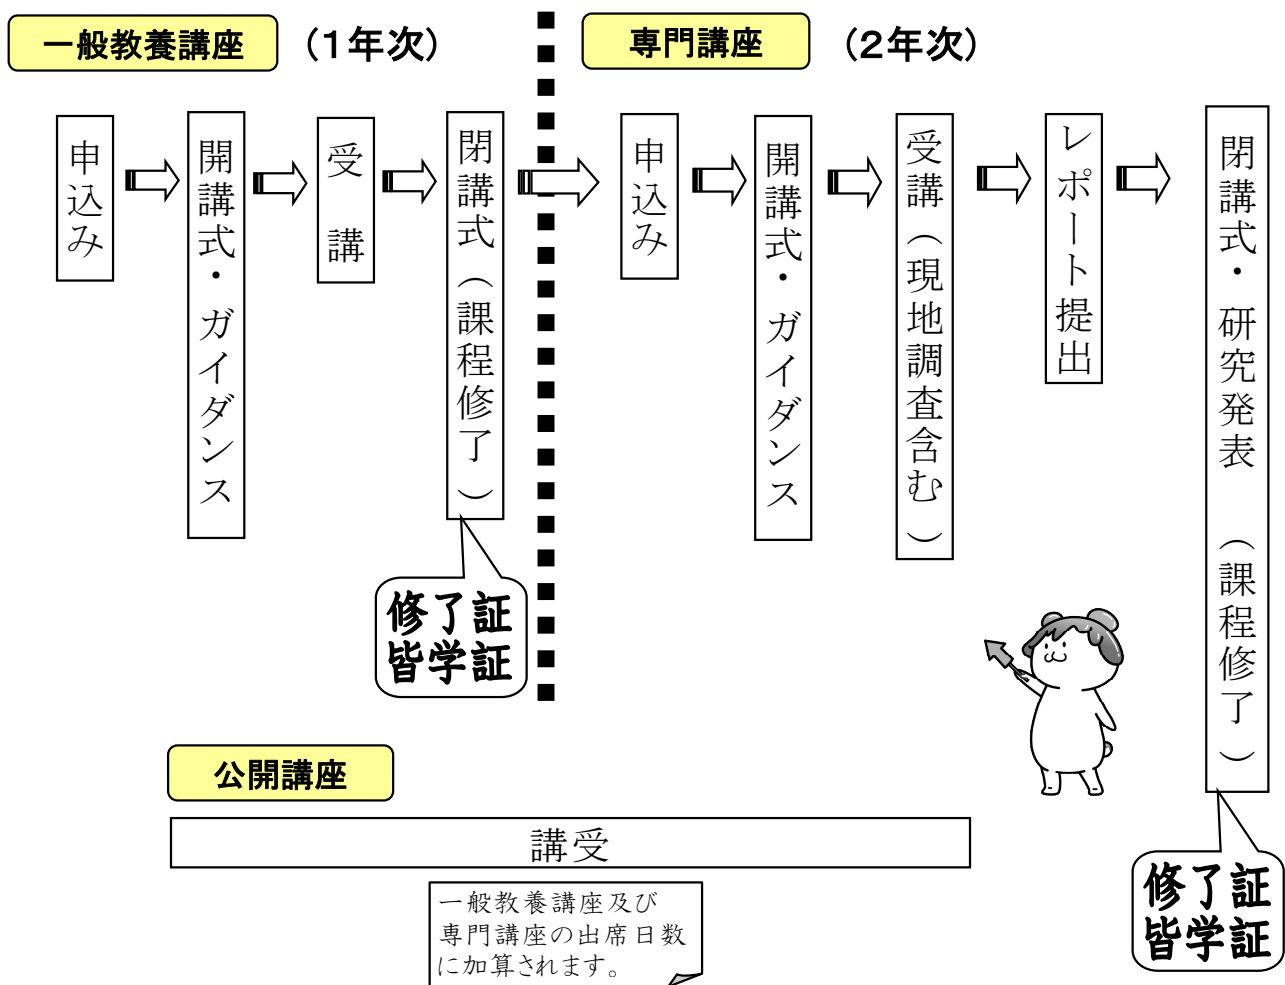 一般教養講座
(1年次)
専門講座
(2年次)
申込み
開講式・ガイダンス
受講
閉講式（課程修了）
申込み
開講式・ガイダンス
受講（現地調査含む）
レポート提出
閉講式・研究発表　（課程修了）
修了証
皆学証
公開講座
講受
一般教養講座及び
専門講座の出席日数
に加算されます。
修了証
皆学証